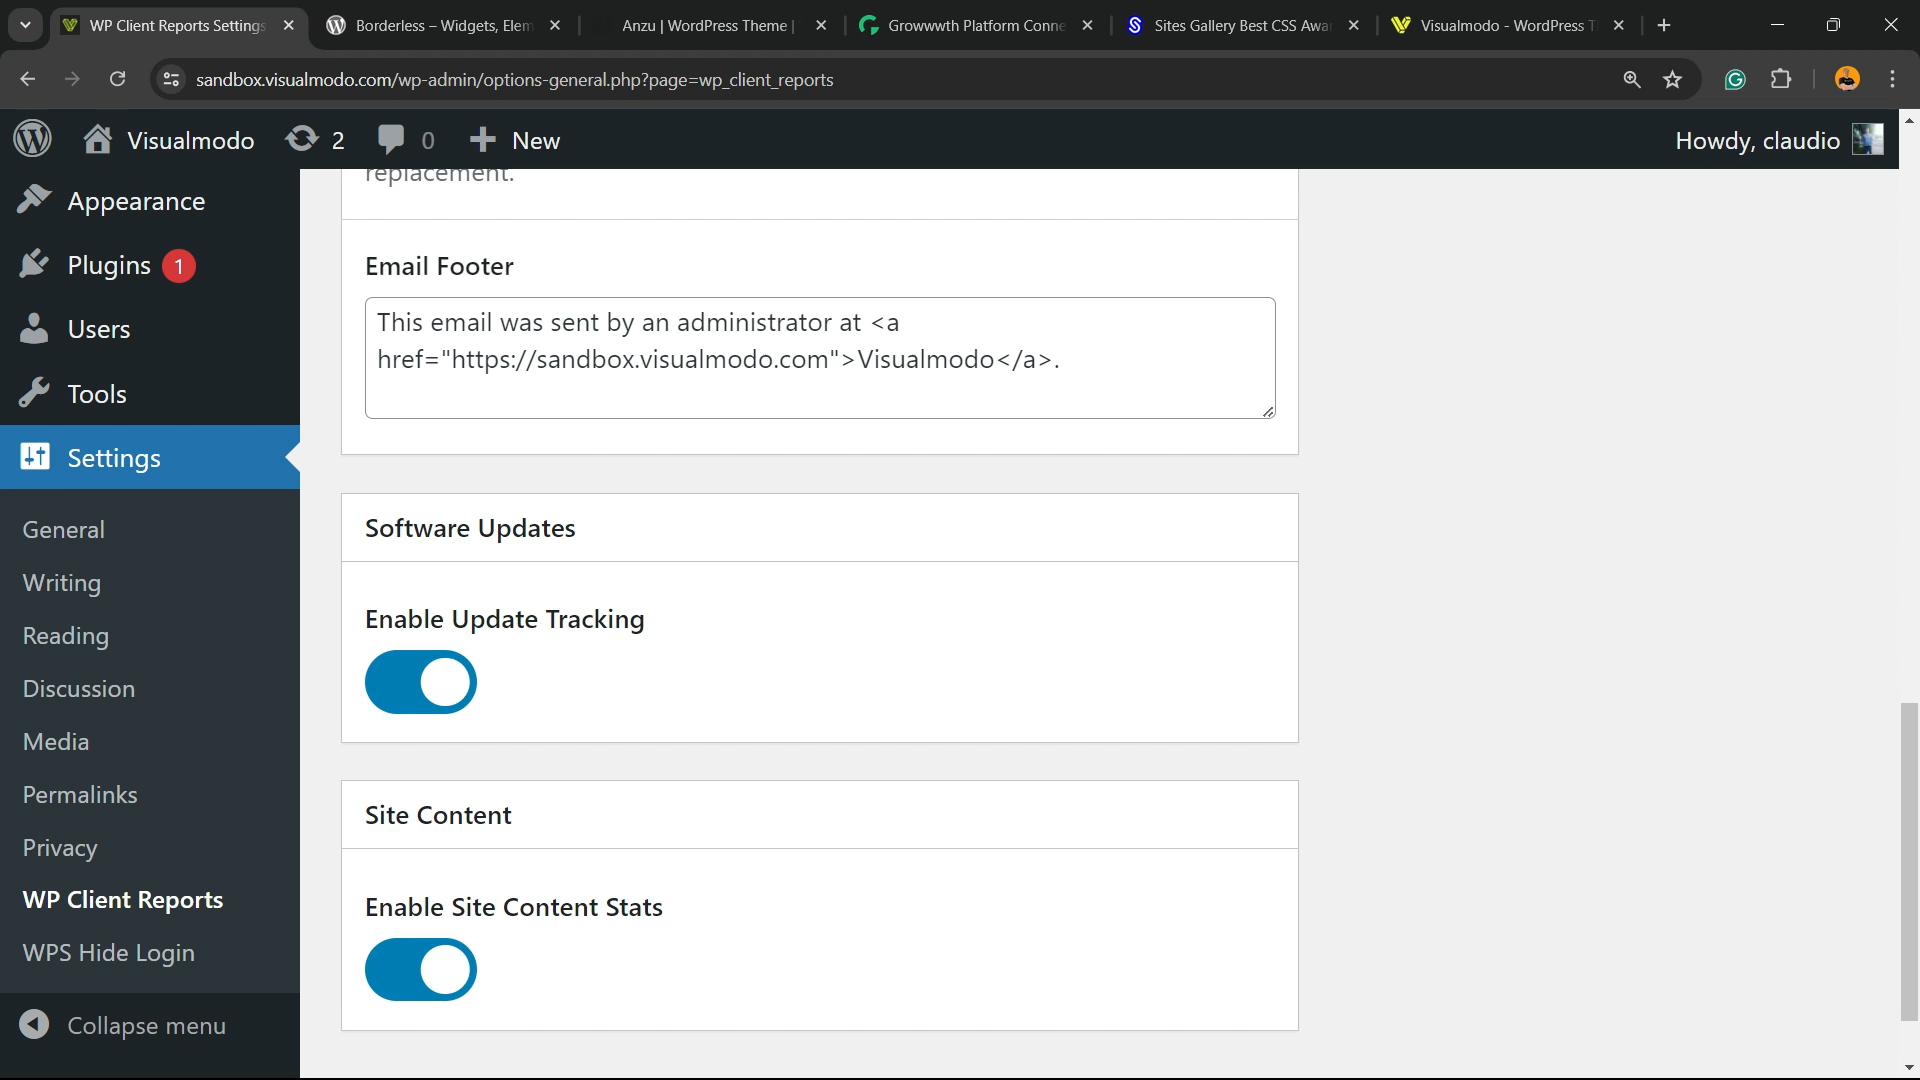 WP Client Reports Settings
Borderless – Widgets, Elem
Anzu | WordPress Theme |
Growwwth Platform Conne
Sites Gallery Best CSS Awa
Visualmodo - WordPress T
sandbox.visualmodo.com/wp-admin/options-general.php?page=wp_client_reports
Visualmodo
2
0
New
Howdy, claudio
replacement.
Appearance
Plugins 1
Users
Tools
Settings
General
Writing
Reading
Discussion
Media
Permalinks
Privacy
WP Client Reports
WPS Hide Login
Collapse menu
Email Footer
This email was sent by an administrator at <a
href="https://sandbox.visualmodo.com">Visualmodo</a>.
Software Updates
Enable Update Tracking
Site Content
Enable Site Content Stats